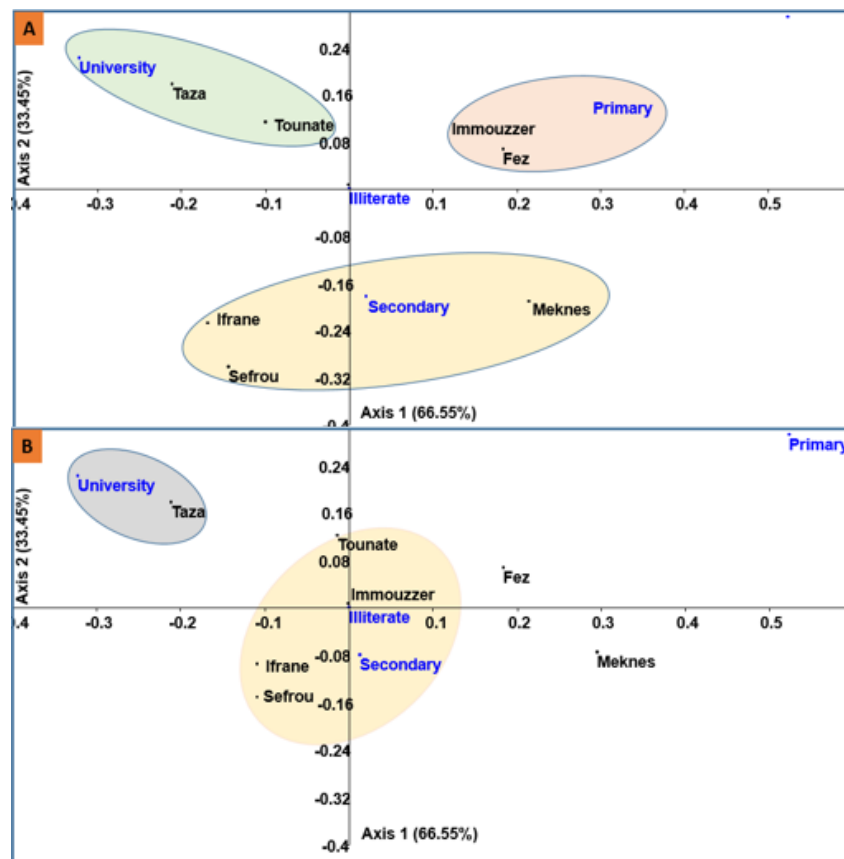 A
Axis 2 (33.45%)
0.24
University
Taza
0.16
Tounate
Primary
Immouzzer
0.08
Fez
).4 -0.3 -0.2 -0.1 Illiterate 0.1 0.2 0.3 0.4 0.5
-0.08
-0.16
Secondary
Meknes
Ifrane
-0.24
Sefrou
-0.32
Axis 1 (66.55%)
-0.4
B
Axis 2 (33.45%)
Primary
0.24
University
Taza
0.16
Tounate
0.08
Fez
Immouzzer
).4 -0.3 -0.2 -0.1 Illiterate 0.1 0.2 0.3 0.4 0.5
-0.08
Secondary
Meknes
Ifrane
Sefrou
-0.16
-0.24
-0.32
Axis 1 (66.55%)
-0.4